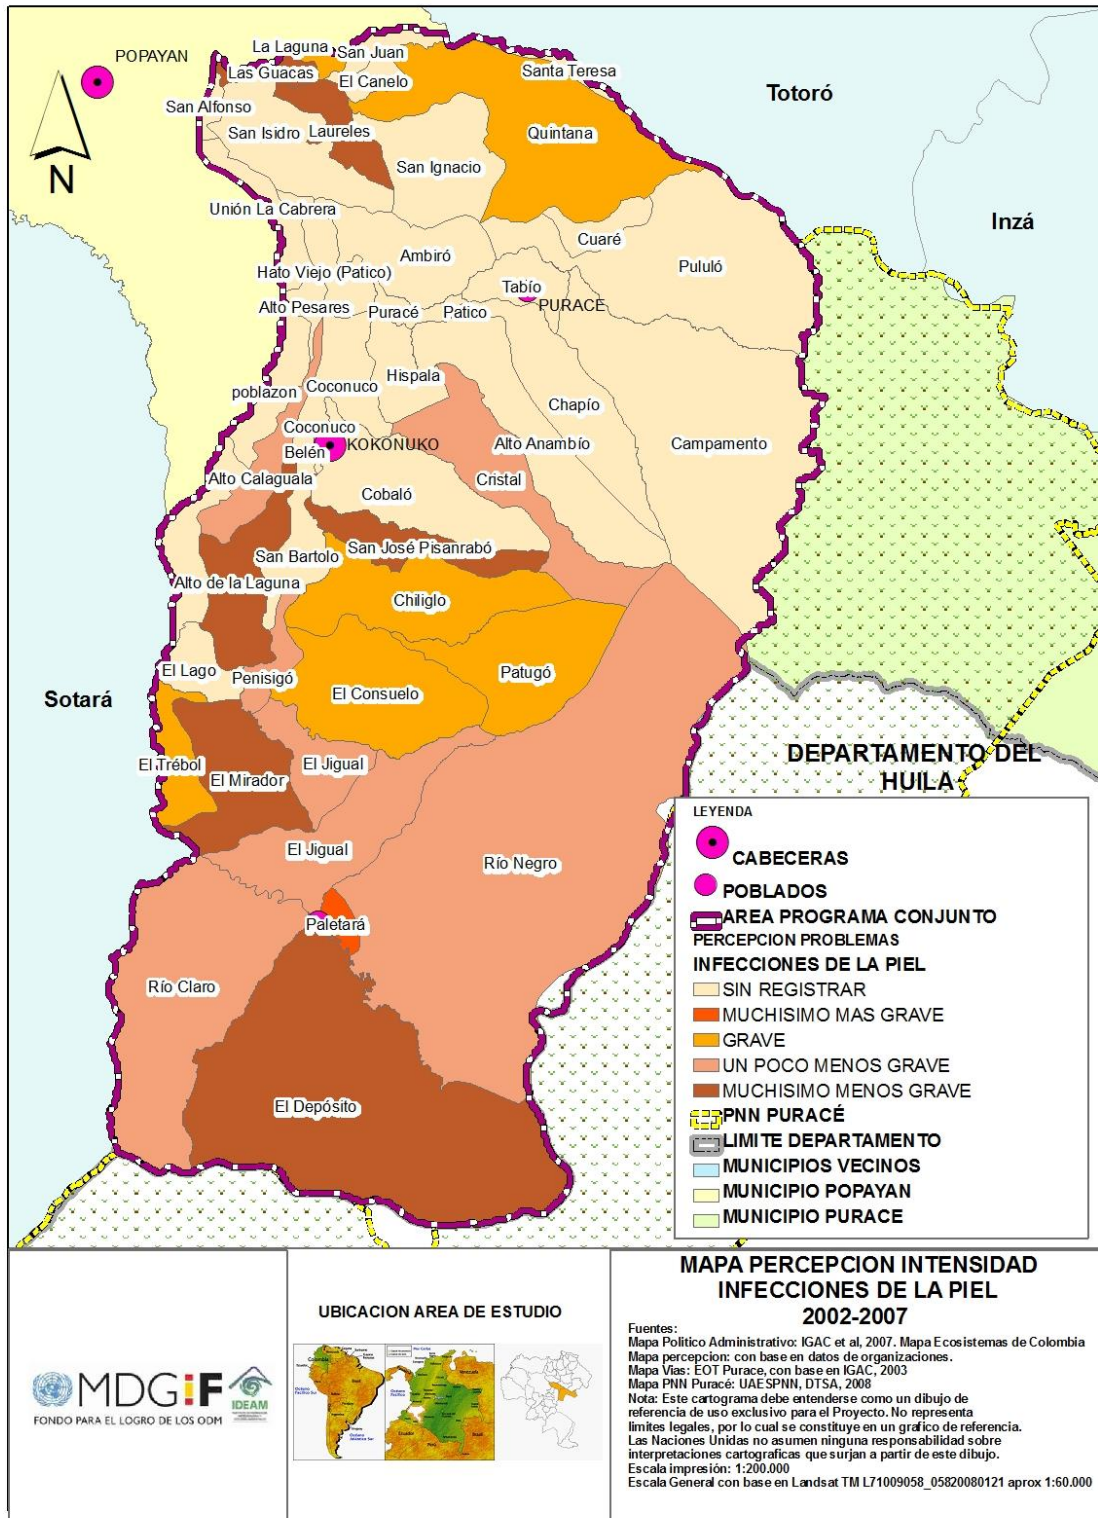 POPAYAN
La Laguna
San Juan
Las Guacas
El Canelo
Santa Teresa
Totoró
San Alfonso
San Isidro
Laureles
Quintana
N
San Ignacio
Unión La Cabrera
Inzá
Cuaré
Ambiró
Pululó
Hato Viejo (Patico)
Tabío
PURACE
Alto Pesares
Puracé
Patico
Hispala
poblazon
Coconuco
Chapío
Coconuco
KOKONUKO
Alto Anambío
Campamento
Belén
Alto Calaguala
Cristal
Cobaló
San Bartolo
San José Pisanrabó
Alto de la Laguna
Chiliglo
El Lago
Penisigó
Patugó
El Consuelo
Sotará
DEPARTAMENTO DEL
HUILA
El Trébol
El Mirador
El Jigual
El Jigual
Río Negro
Paletará
Río Claro
El Depósito
LEYENDA
CABECERAS
POBLADOS
AREA PROGRAMA CONJUNTO
PERCEPCION PROBLEMAS
INFECCIONES DE LA PIEL
SIN REGISTRAR
MUCHISIMO MAS GRAVE
GRAVE
UN POCO MENOS GRAVE
MUCHISIMO MENOS GRAVE
PNN PURACÉ
LIMITE DEPARTAMENTO
MUNICIPIOS VECINOS
MUNICIPIO POPAYAN
MUNICIPIO PURACE
MDGiF
IDEAM
FONDO PARA EL LOGRO DE LOS ODM
UBICACION AREA DE ESTUDIO
MAPA PERCEPCION INTENSIDAD
INFECCIONES DE LA PIEL
2002-2007
Fuentes:
Mapa Politico Administrativo: IGAC et al, 2007. Mapa Ecosistemas de Colombia
Mapa percepcion: con base en datos de organizaciones.
Mapa Vias: EOT Purace, con base en IGAC, 2003
Mapa PNN Puracé: UAESPNN, DTSA, 2008
Nota: Este cartograma debe entenderse como un dibujo de
referencia de uso exclusivo para el Proyecto. No representa
limites legales, por lo cual se constituye en un grafico de referencia.
Las Naciones Unidas no asumen ninguna responsabilidad sobre
interpretaciones cartograficas que surjan a partir de este dibujo.
Escala impresión: 1:200.000
Escala General con base en Landsat TM L71009058_05820080121 aprox 1:60.000